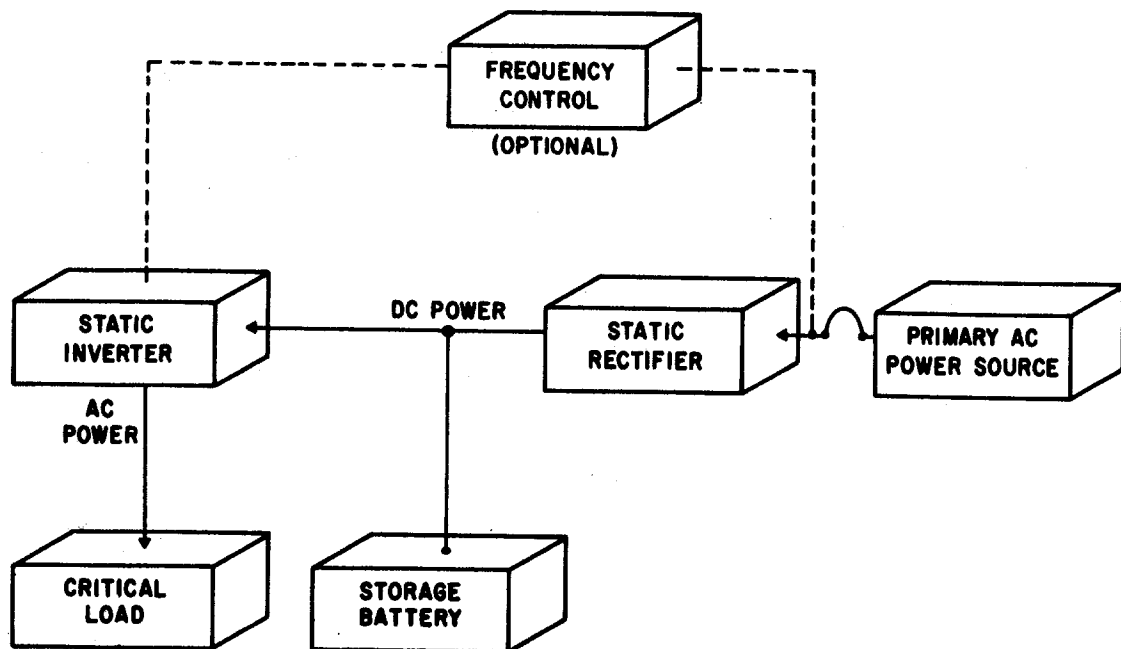 FREQUENCY
CONTROL
(OPTIONAL)
STATIC
INVERTER
DC POWER
STATIC
RECTIFIER
PRIMARY AC
POWER SOURCE
AC
POWER
CRITICAL
LOAD
STORAGE
BATTERY